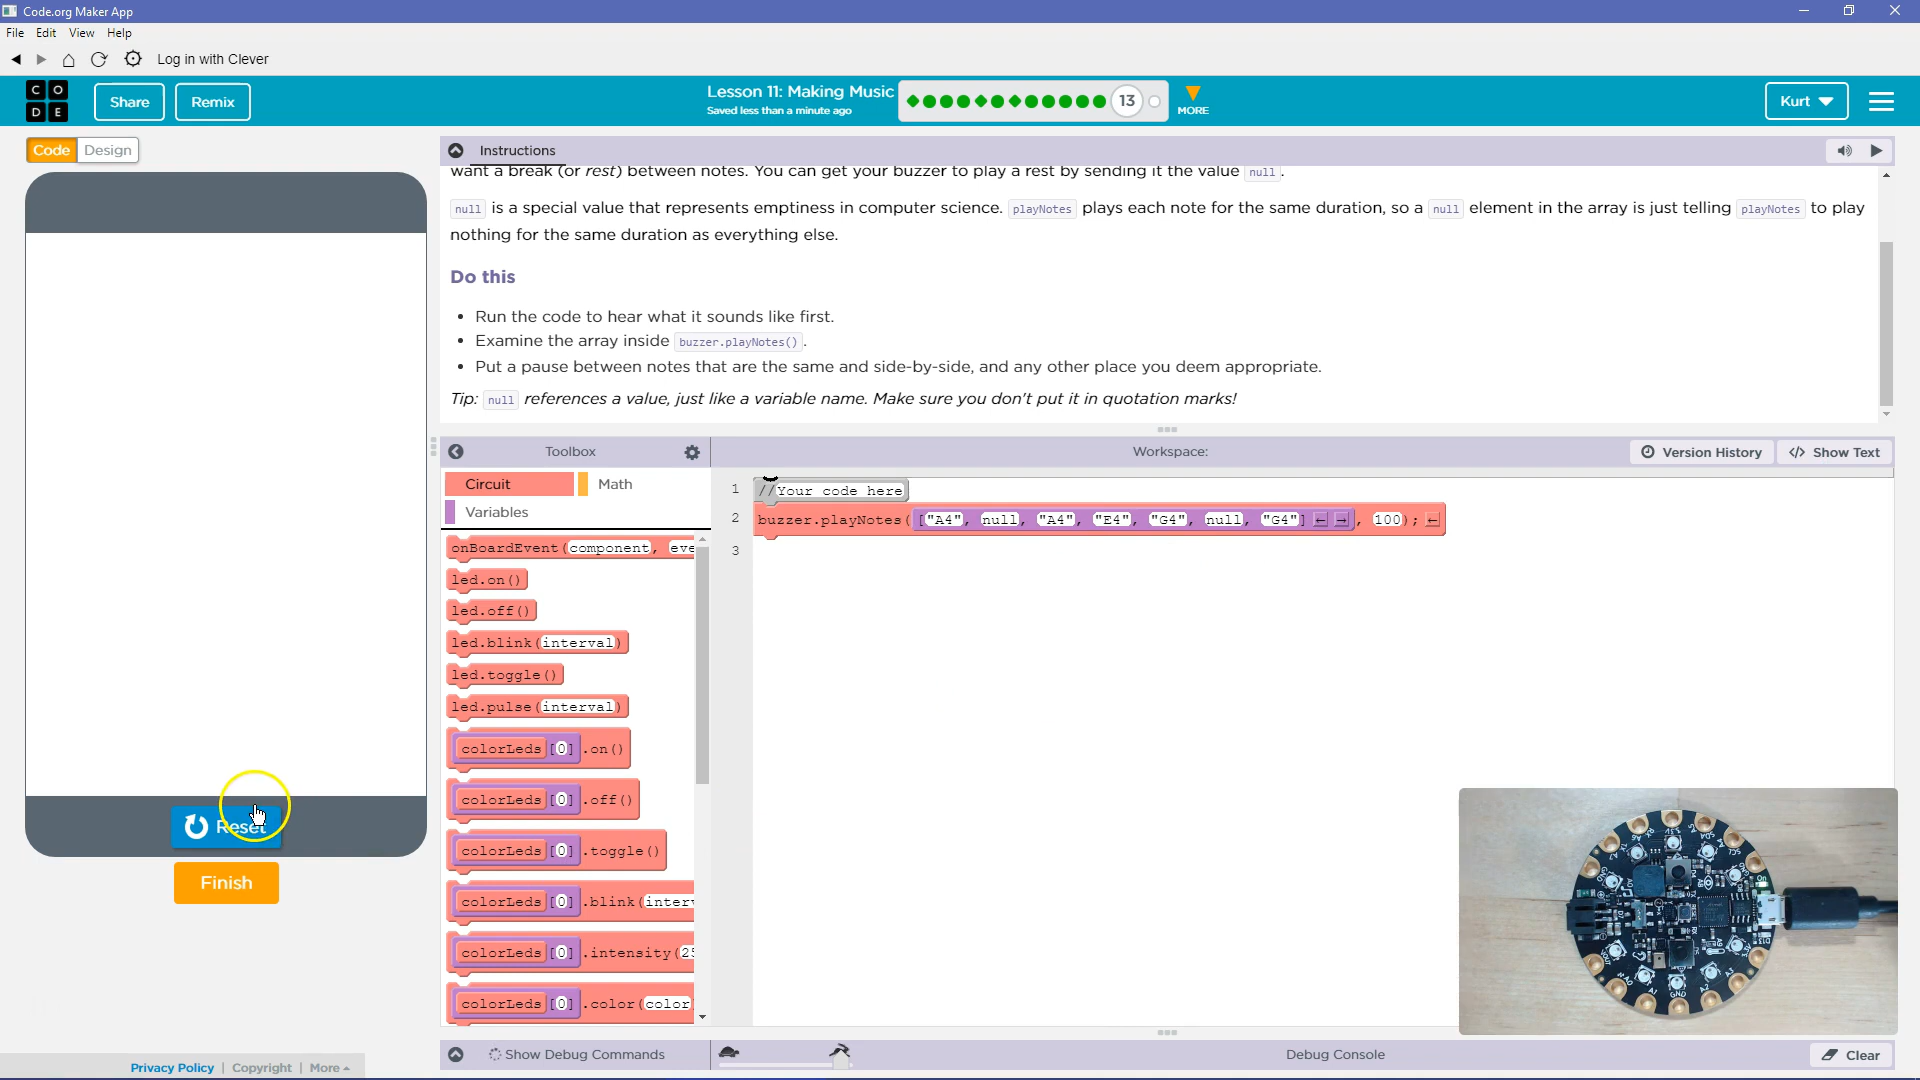 Code.org Maker App
File Edit View Help
Log in with Clever
C O D E
Share
Remix
Lesson 11: Making Music
Saved less than a minute ago
13
MORE
Kurt
Code
Design
Instructions
want a break (or rest) between notes. You can get your buzzer to play a rest by sending it the value null.
null is a special value that represents emptiness in computer science. playNotes plays each note for the same duration, so a null element in the array is just telling playNotes to play
nothing for the same duration as everything else.
Do this
• Run the code to hear what it sounds like first.
• Examine the array inside buzzer.playNotes().
• Put a pause between notes that are the same and side-by-side, and any other place you deem appropriate.
Tip: null references a value, just like a variable name. Make sure you don't put it in quotation marks!
Toolbox
Workspace:
Version History
</> Show Text
Circuit
Math
Variables
1 //Your code here
2 buzzer.playNotes(["A4", null, "A4", "E4", "G4", null, "G4"], 100);
3
onBoardEvent(component, eve
led.on()
led.off()
led.blink(interval)
led.toggle()
led.pulse(interval)
colorLeds[0].on()
colorLeds[0].off()
colorLeds[0].toggle()
colorLeds[0].blink(interv
colorLeds[0].intensity(25
colorLeds[0].color(color
Reset
Finish
Show Debug Commands
Debug Console
Clear
Privacy Policy | Copyright | More